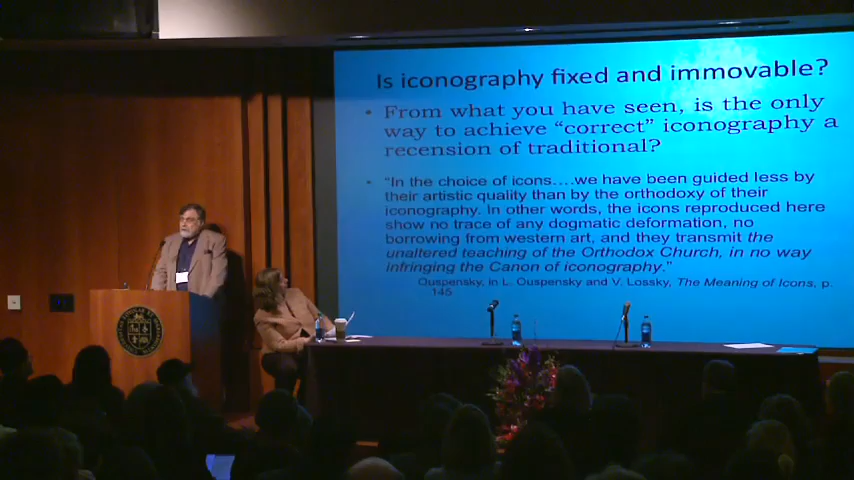 Is iconography fixed and immovable?
• From what you have seen, is the only
way to achieve “correct” iconography a
recension of traditional?
• “In the choice of icons….we have been guided less by
their artistic quality than by the orthodoxy of their
iconography. In other words, the icons reproduced here
show no trace of any dogmatic deformation, no
borrowing from western art, and they transmit the
unaltered teaching of the Orthodox Church, in no way
infringing the Canon of iconography.”
Ouspensky, in L. Ouspensky and V. Lossky, The Meaning of Icons, p.
145